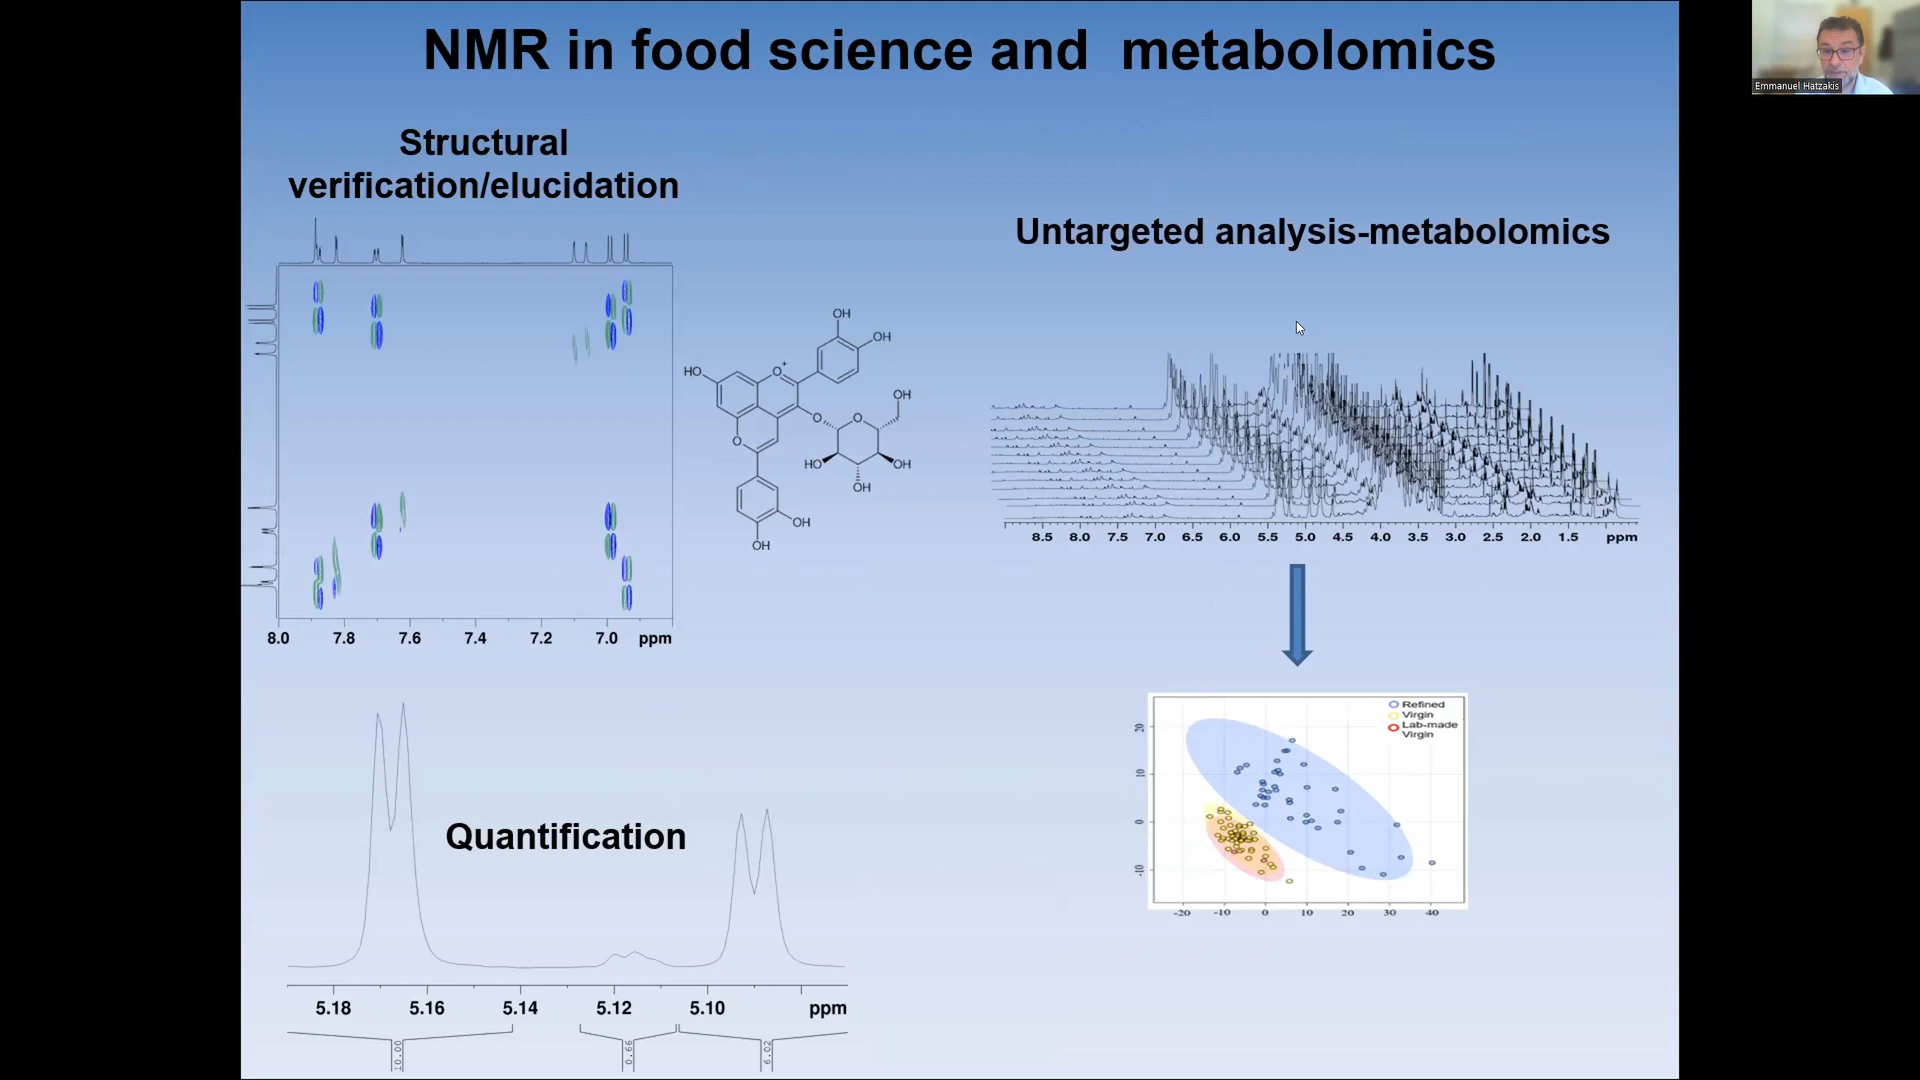 NMR in food science and metabolomics
Emmanuel Hatzakis
Structural
verification/elucidation
Untargeted analysis-metabolomics
OH
OH
HO
O+
OH
O
O
O
HO
OH
OH
OH
OH
8.0 7.8 7.6 7.4 7.2 7.0 ppm
8.5 8.0 7.5 7.0 6.5 6.0 5.5 5.0 4.5 4.0 3.5 3.0 2.5 2.0 1.5 ppm
Refined
Virgin
Lab-made
Virgin
20
10
0
-10
-20 -10 0 10 20 30 40
Quantification
5.18 5.16 5.14 5.12 5.10 ppm
10.00 0.66 6.02